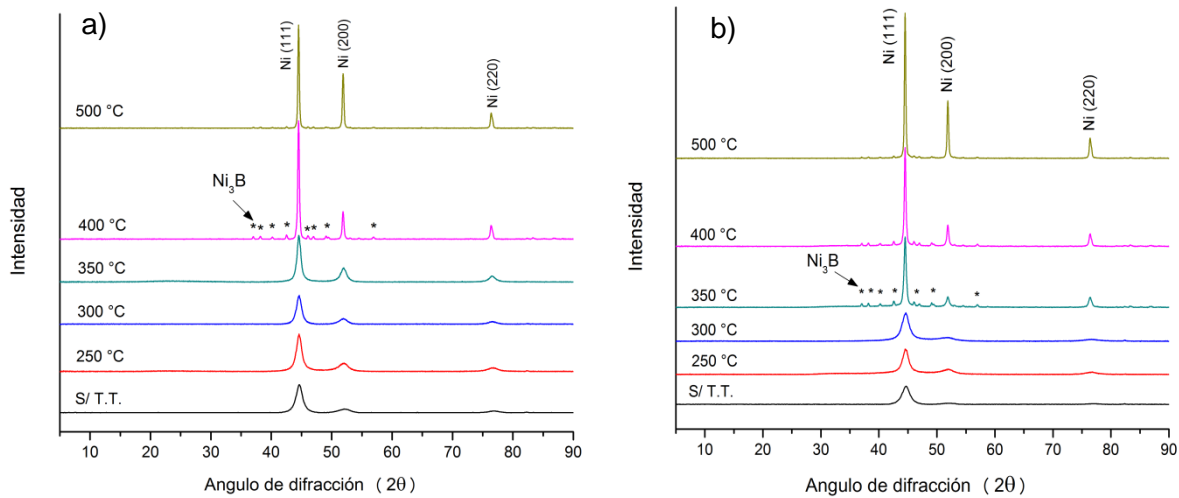 a)
Ni (111)
Ni (200)
Ni (220)
500 °C
Ni₃B
* * * * * * * *
400 °C
350 °C
300 °C
250 °C
S/ T.T.
Intensidad
10 20 30 40 50 60 70 80 90
Angulo de difracción ( 2θ)
b)
Ni (111)
Ni (200)
Ni (220)
500 °C
400 °C
Ni₃B
* * * * * * *
350 °C
300 °C
250 °C
S/ T.T.
Intensidad
10 20 30 40 50 60 70 80 90
Angulo de difracción ( 2θ)